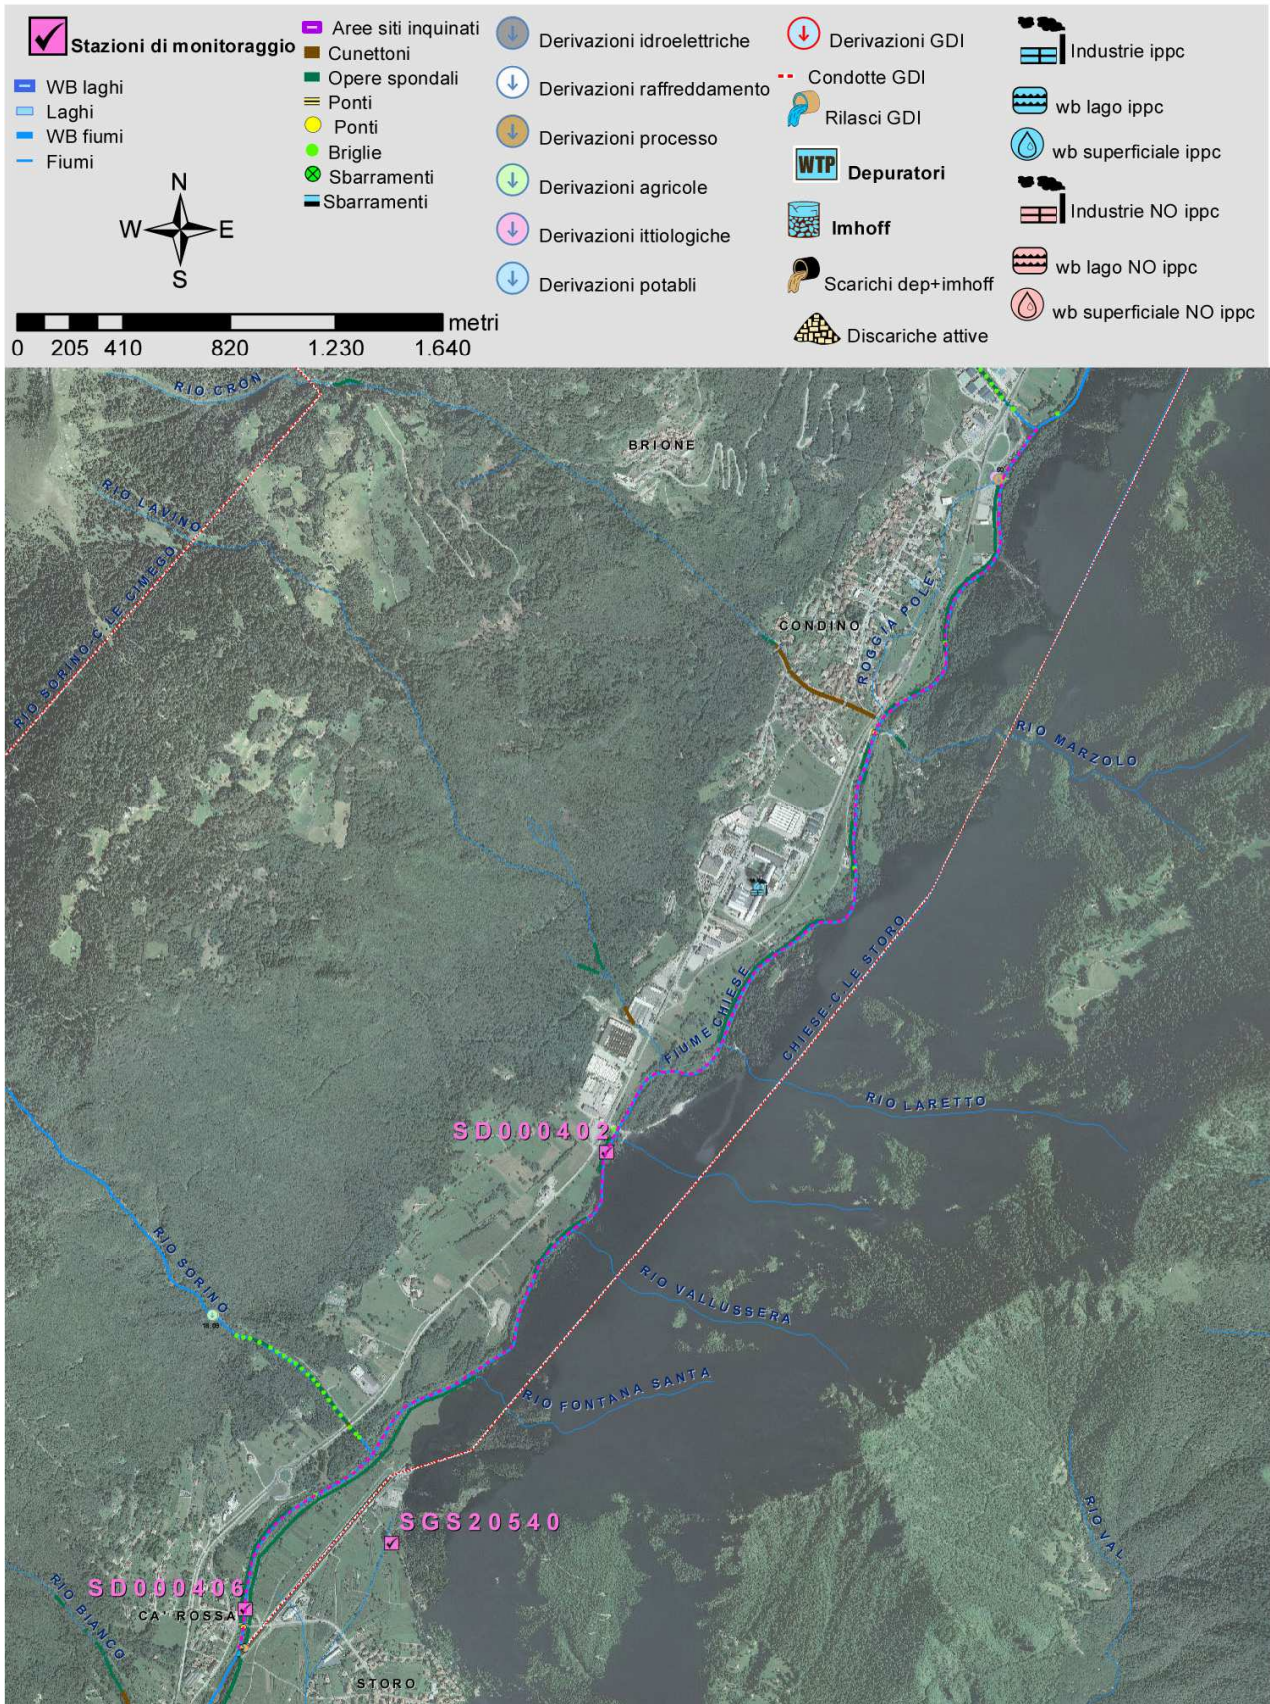 Stazioni di monitoraggio
WB laghi
Laghi
WB fiumi
Fiumi
N
W E
S
Aree siti inquinati
Cunettoni
Opere spondali
Ponti
Ponti
Briglie
Sbarramenti
Sbarramenti
Derivazioni idroelettriche
Derivazioni raffreddamento
Derivazioni processo
Derivazioni agricole
Derivazioni ittiologiche
Derivazioni potabli
Derivazioni GDI
Condotte GDI
Rilasci GDI
WTP Depuratori
Imhoff
Scarichi dep+imhoff
Discariche attive
Industrie ippc
wb lago ippc
wb superficiale ippc
Industrie NO ippc
wb lago NO ippc
wb superficiale NO ippc
metri
0 205 410 820 1.230 1.640
RIO CRON
BRIONE
RIO LAVINO
RIO SORINO-C.LE CIMEGO
ROGGIA POLE
CONDINO
RIO MARZOLO
CHIESE-C.LE STORO
FIUME CHIESE
RIO LARETTO
SD000402
RIO SORINO
RIO VALLUSSERA
RIO FONTANA SANTA
SGS20540
RIO VAL
SD000406
CA' ROSSA
RIO BIANCO
STORO